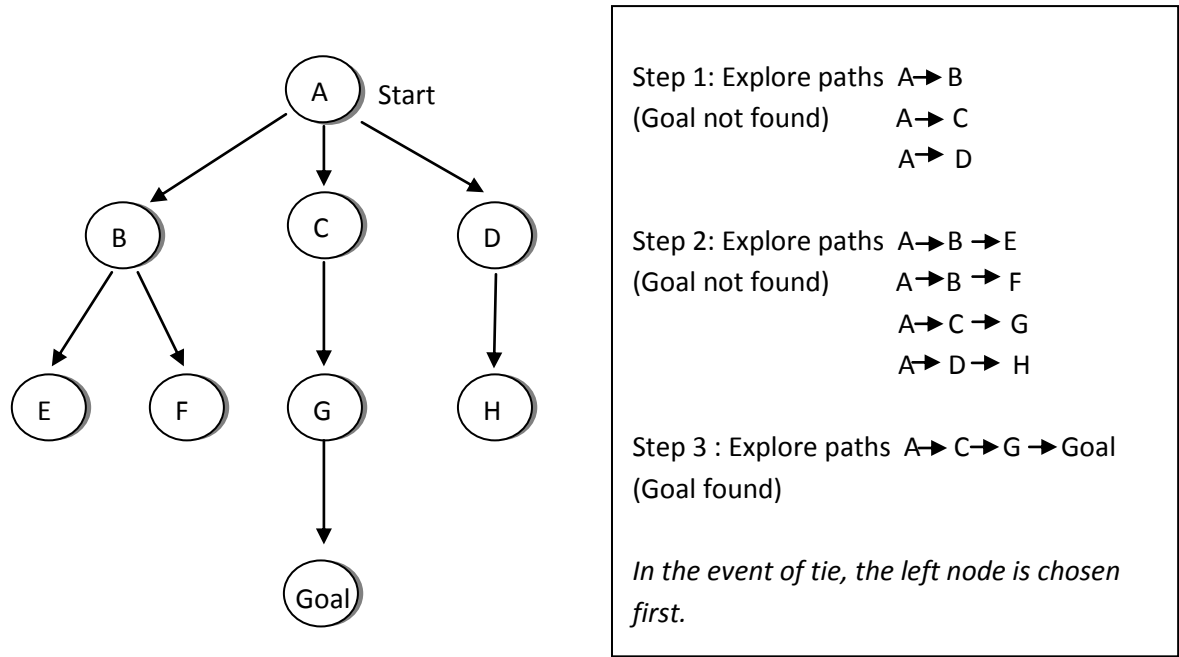 A Start
B C D
E F G H
Goal
Step 1: Explore paths A→ B
(Goal not found) A→ C
A→ D
Step 2: Explore paths A→B →E
(Goal not found) A→B → F
A→ C → G
A→ D → H
Step 3 : Explore paths A→ C→G →Goal
(Goal found)
In the event of tie, the left node is chosen
first.